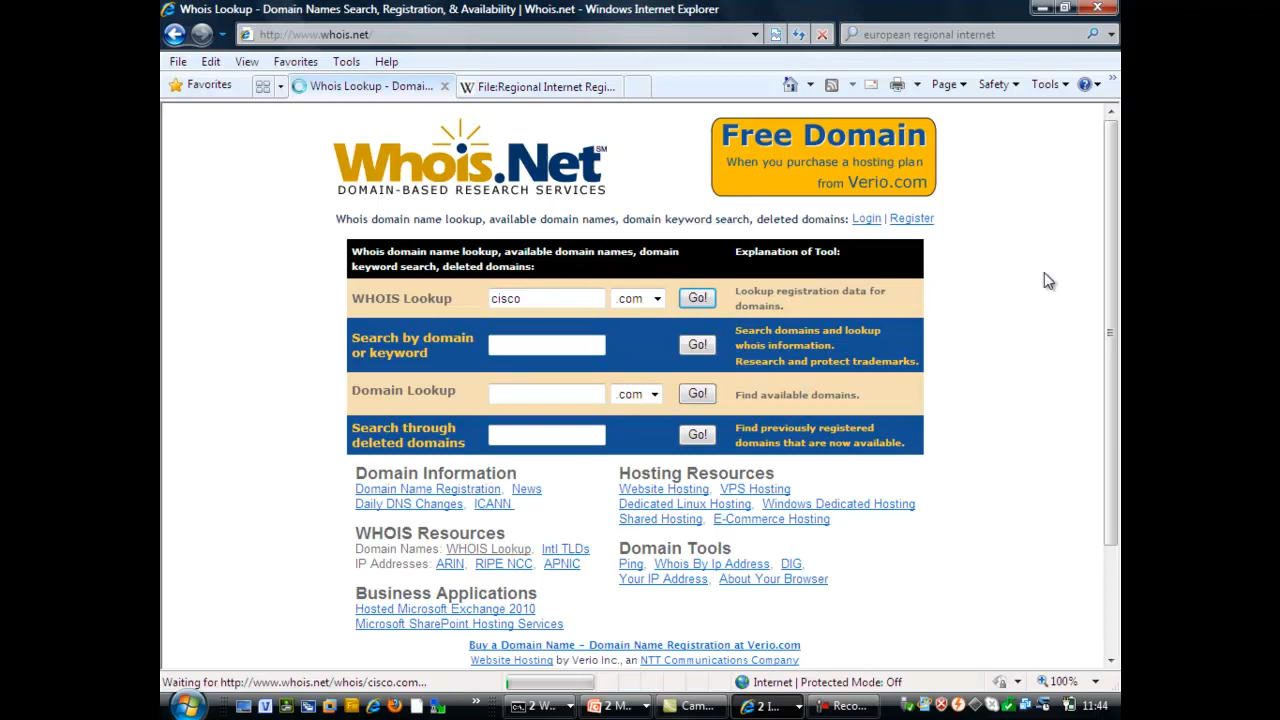 Whois Lookup - Domain Names Search, Registration, & Availability | Whois.net - Windows Internet Explorer
http://www.whois.net/
european regional internet
File Edit View Favorites Tools Help
Favorites
Whois Lookup - Domai...
File:Regional Internet Regi...
Page Safety Tools
Whois.Net SM
DOMAIN-BASED RESEARCH SERVICES
Free Domain
When you purchase a hosting plan
from Verio.com
Whois domain name lookup, available domain names, domain keyword search, deleted domains: Login | Register
Whois domain name lookup, available domain names, domain
keyword search, deleted domains:
Explanation of Tool:
WHOIS Lookup cisco .com Go!
Lookup registration data for
domains.
Search by domain
or keyword
Go!
Search domains and lookup
whois information.
Research and protect trademarks.
Domain Lookup .com Go! Find available domains.
Search through
deleted domains
Go!
Find previously registered
domains that are now available.
Domain Information
Domain Name Registration, News
Daily DNS Changes, ICANN
WHOIS Resources
Domain Names: WHOIS Lookup, Intl TLDs
IP Addresses: ARIN, RIPE NCC, APNIC
Business Applications
Hosted Microsoft Exchange 2010
Microsoft SharePoint Hosting Services
Hosting Resources
Website Hosting, VPS Hosting
Dedicated Linux Hosting, Windows Dedicated Hosting
Shared Hosting, E-Commerce Hosting
Domain Tools
Ping, Whois By Ip Address, DIG,
Your IP Address, About Your Browser
Buy a Domain Name - Domain Name Registration at Verio.com
Website Hosting by Verio Inc., an NTT Communications Company
Waiting for http://www.whois.net/whois/cisco.com...
Internet | Protected Mode: Off
100%
2 W...
2 M...
Cam...
2 I...
Reco...
11:44